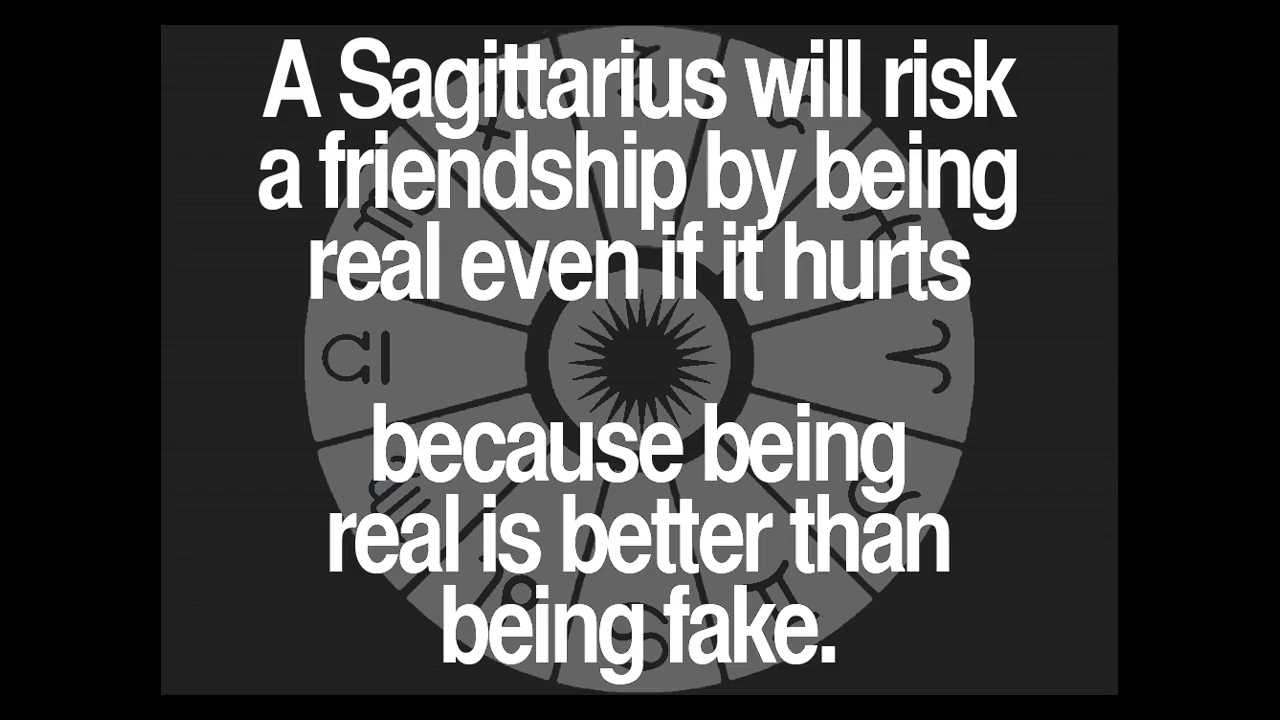 A Sagittarius will risk
a friendship by being
real even if it hurts
because being
real is better than
being fake.